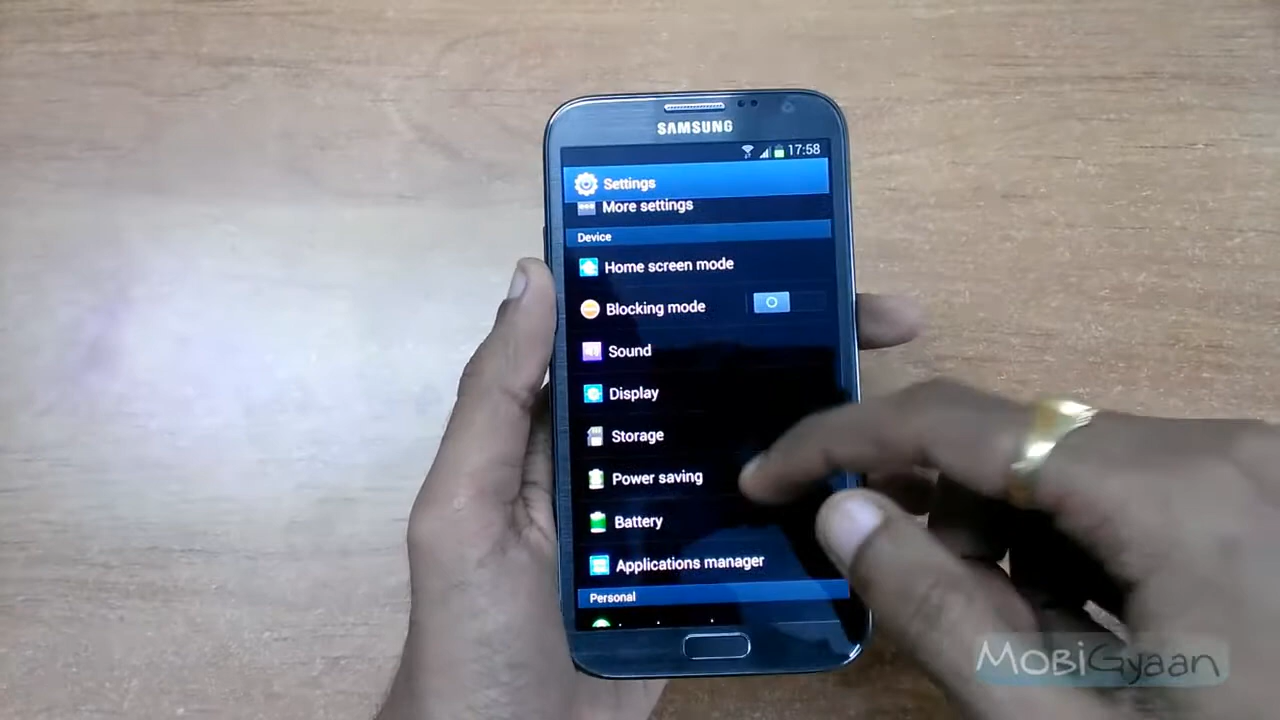 SAMSUNG
17:58
Settings
More settings
Device
Home screen mode
Blocking mode
Sound
Display
Storage
Power saving
Battery
Applications manager
Personal
MOBiGyaan